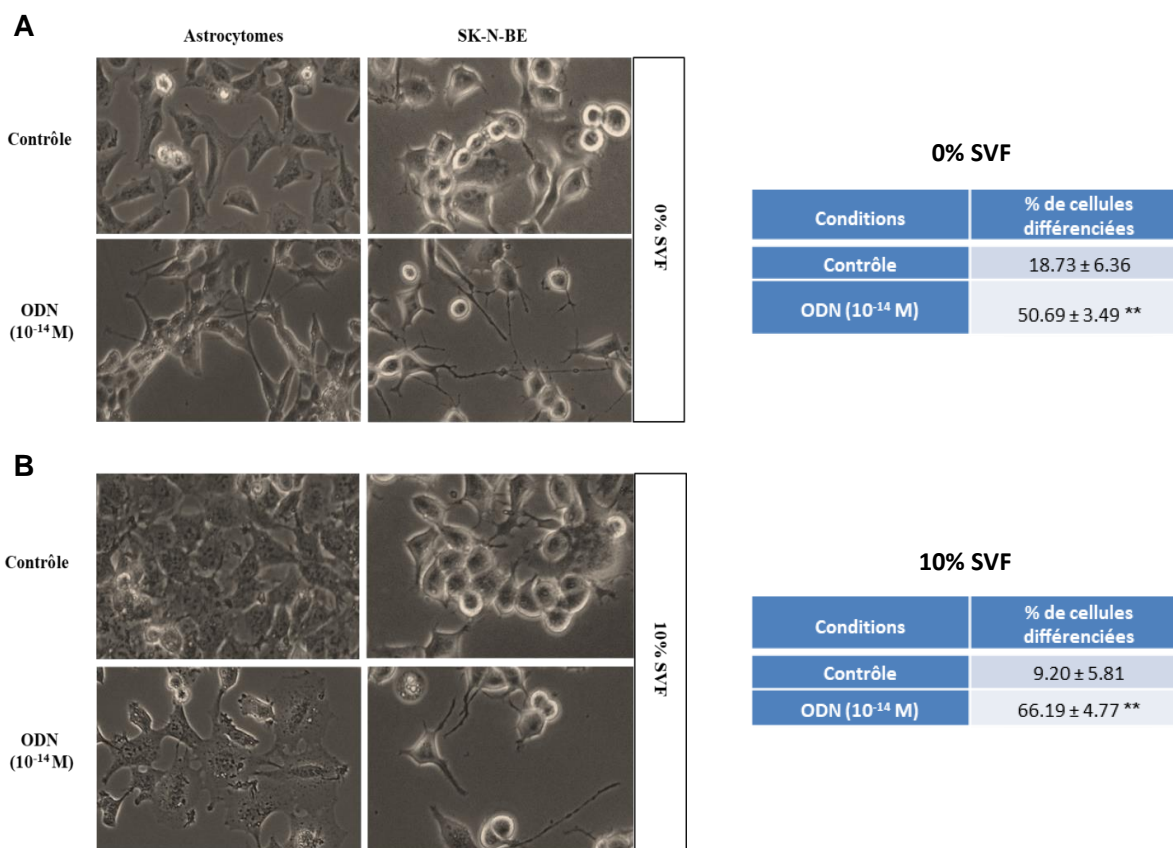 A
Astrocytomes
SK-N-BE
Contrôle
ODN
(10⁻¹⁴ M)
0% SVF
0% SVF
Conditions
% de cellules
différenciées
Contrôle
18.73 ± 6.36
ODN (10⁻¹⁴ M)
50.69 ± 3.49 **
B
Contrôle
ODN
(10⁻¹⁴ M)
10% SVF
10% SVF
Conditions
% de cellules
différenciées
Contrôle
9.20 ± 5.81
ODN (10⁻¹⁴ M)
66.19 ± 4.77 **